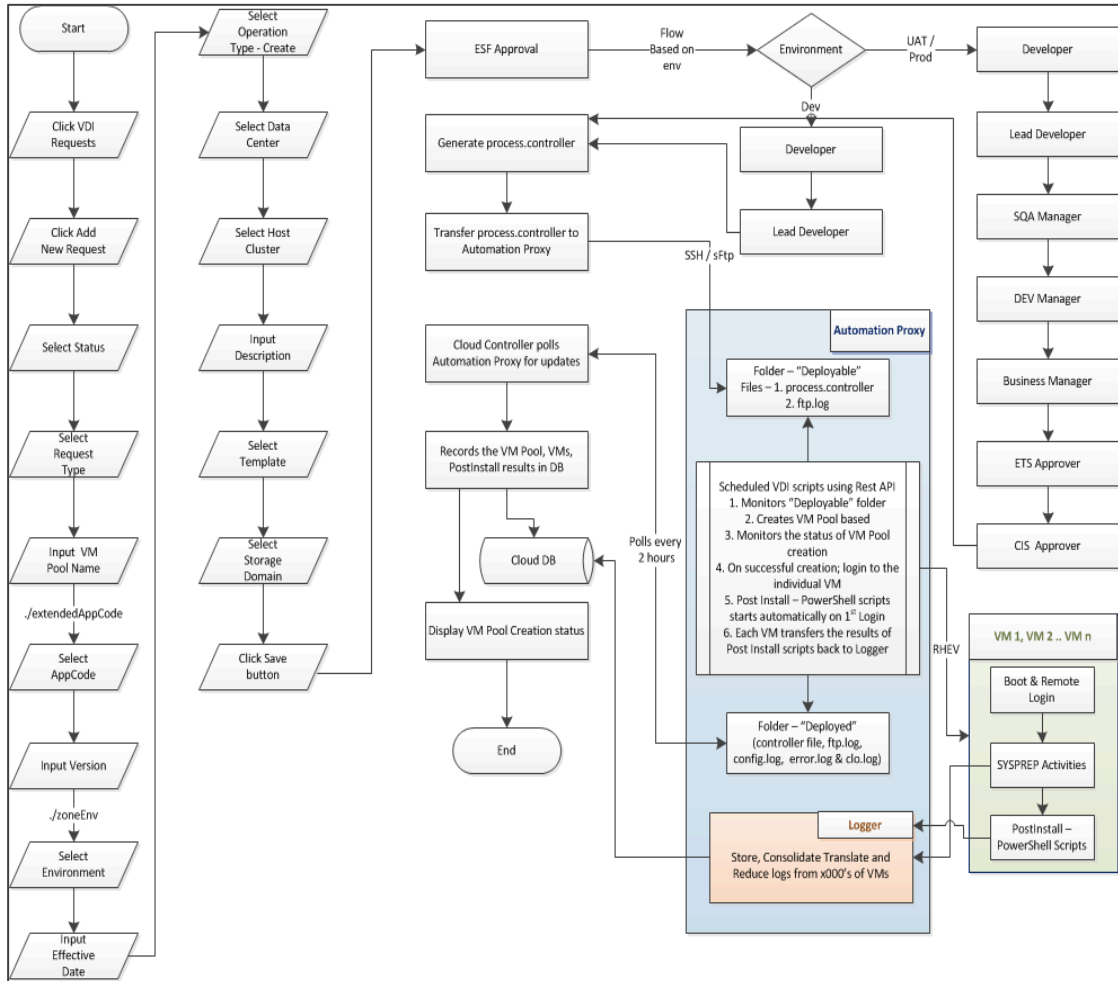 Start
Click VDI
Requests
Click Add
New Request
Select Status
Select
Request
Type
Input VM
Pool Name
./extendedAppCode
Select
AppCode
Input Version
./zoneEnv
Select
Environment
Input
Effective
Date
Select
Operation
Type - Create
Select Data
Center
Select Host
Cluster
Input
Description
Select
Template
Select
Storage
Domain
Click Save
button
ESF Approval
Flow
Based on
env
Environment
UAT /
Prod
Dev
Developer
Lead Developer
Developer
Lead Developer
SQA Manager
DEV Manager
Business Manager
ETS Approver
CIS Approver
Generate process.controller
Transfer process.controller to
Automation Proxy
SSH / sFtp
Cloud Controller polls
Automation Proxy for updates
Records the VM Pool, VMs,
PostInstall results in DB
Cloud DB
Display VM Pool Creation status
End
Polls every
2 hours
Automation Proxy
Folder – “Deployable”
Files – 1. process.controller
2. ftp.log
Scheduled VDI scripts using Rest API
1. Monitors “Deployable” folder
2. Creates VM Pool based
3. Monitors the status of VM Pool
creation
4. On successful creation; login to the
individual VM
5. Post Install – PowerShell scripts
starts automatically on 1st Login
6. Each VM transfers the results of
Post Install scripts back to Logger
Folder – “Deployed”
(controller file, ftp.log,
config.log, error.log & clo.log)
Logger
Store, Consolidate Translate and
Reduce logs from x000’s of VMs
RHEV
VM 1, VM 2 .. VM n
Boot & Remote
Login
SYSPREP Activities
PostInstall –
PowerShell Scripts